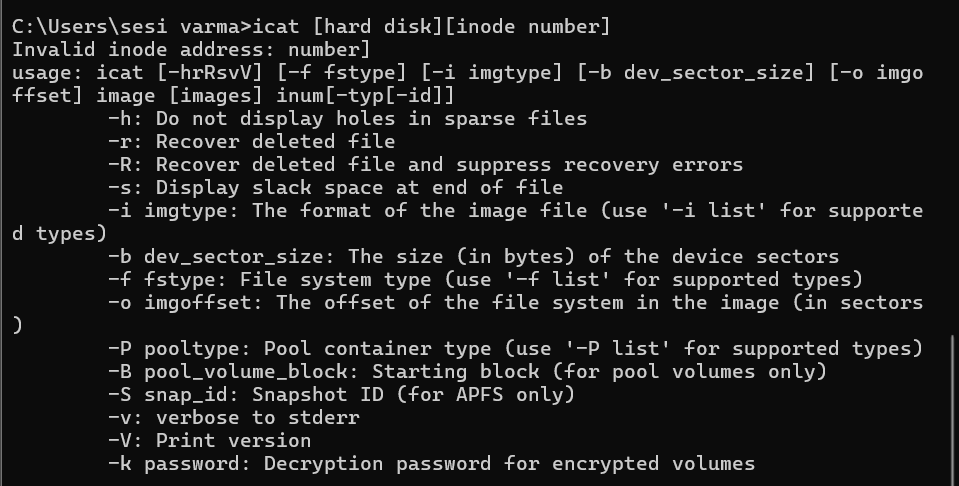 C:\Users\sesi varma>icat [hard disk][inode number]
Invalid inode address: number]
usage: icat [-hrRsvV] [-f fstype] [-i imgtype] [-b dev_sector_size] [-o imgo
ffset] image [images] inum[-typ[-id]]
        -h: Do not display holes in sparse files
        -r: Recover deleted file
        -R: Recover deleted file and suppress recovery errors
        -s: Display slack space at end of file
        -i imgtype: The format of the image file (use '-i list' for supporte
d types)
        -b dev_sector_size: The size (in bytes) of the device sectors
        -f fstype: File system type (use '-f list' for supported types)
        -o imgoffset: The offset of the file system in the image (in sectors
)
        -P pooltype: Pool container type (use '-P list' for supported types)
        -B pool_volume_block: Starting block (for pool volumes only)
        -S snap_id: Snapshot ID (for APFS only)
        -v: verbose to stderr
        -V: Print version
        -k password: Decryption password for encrypted volumes